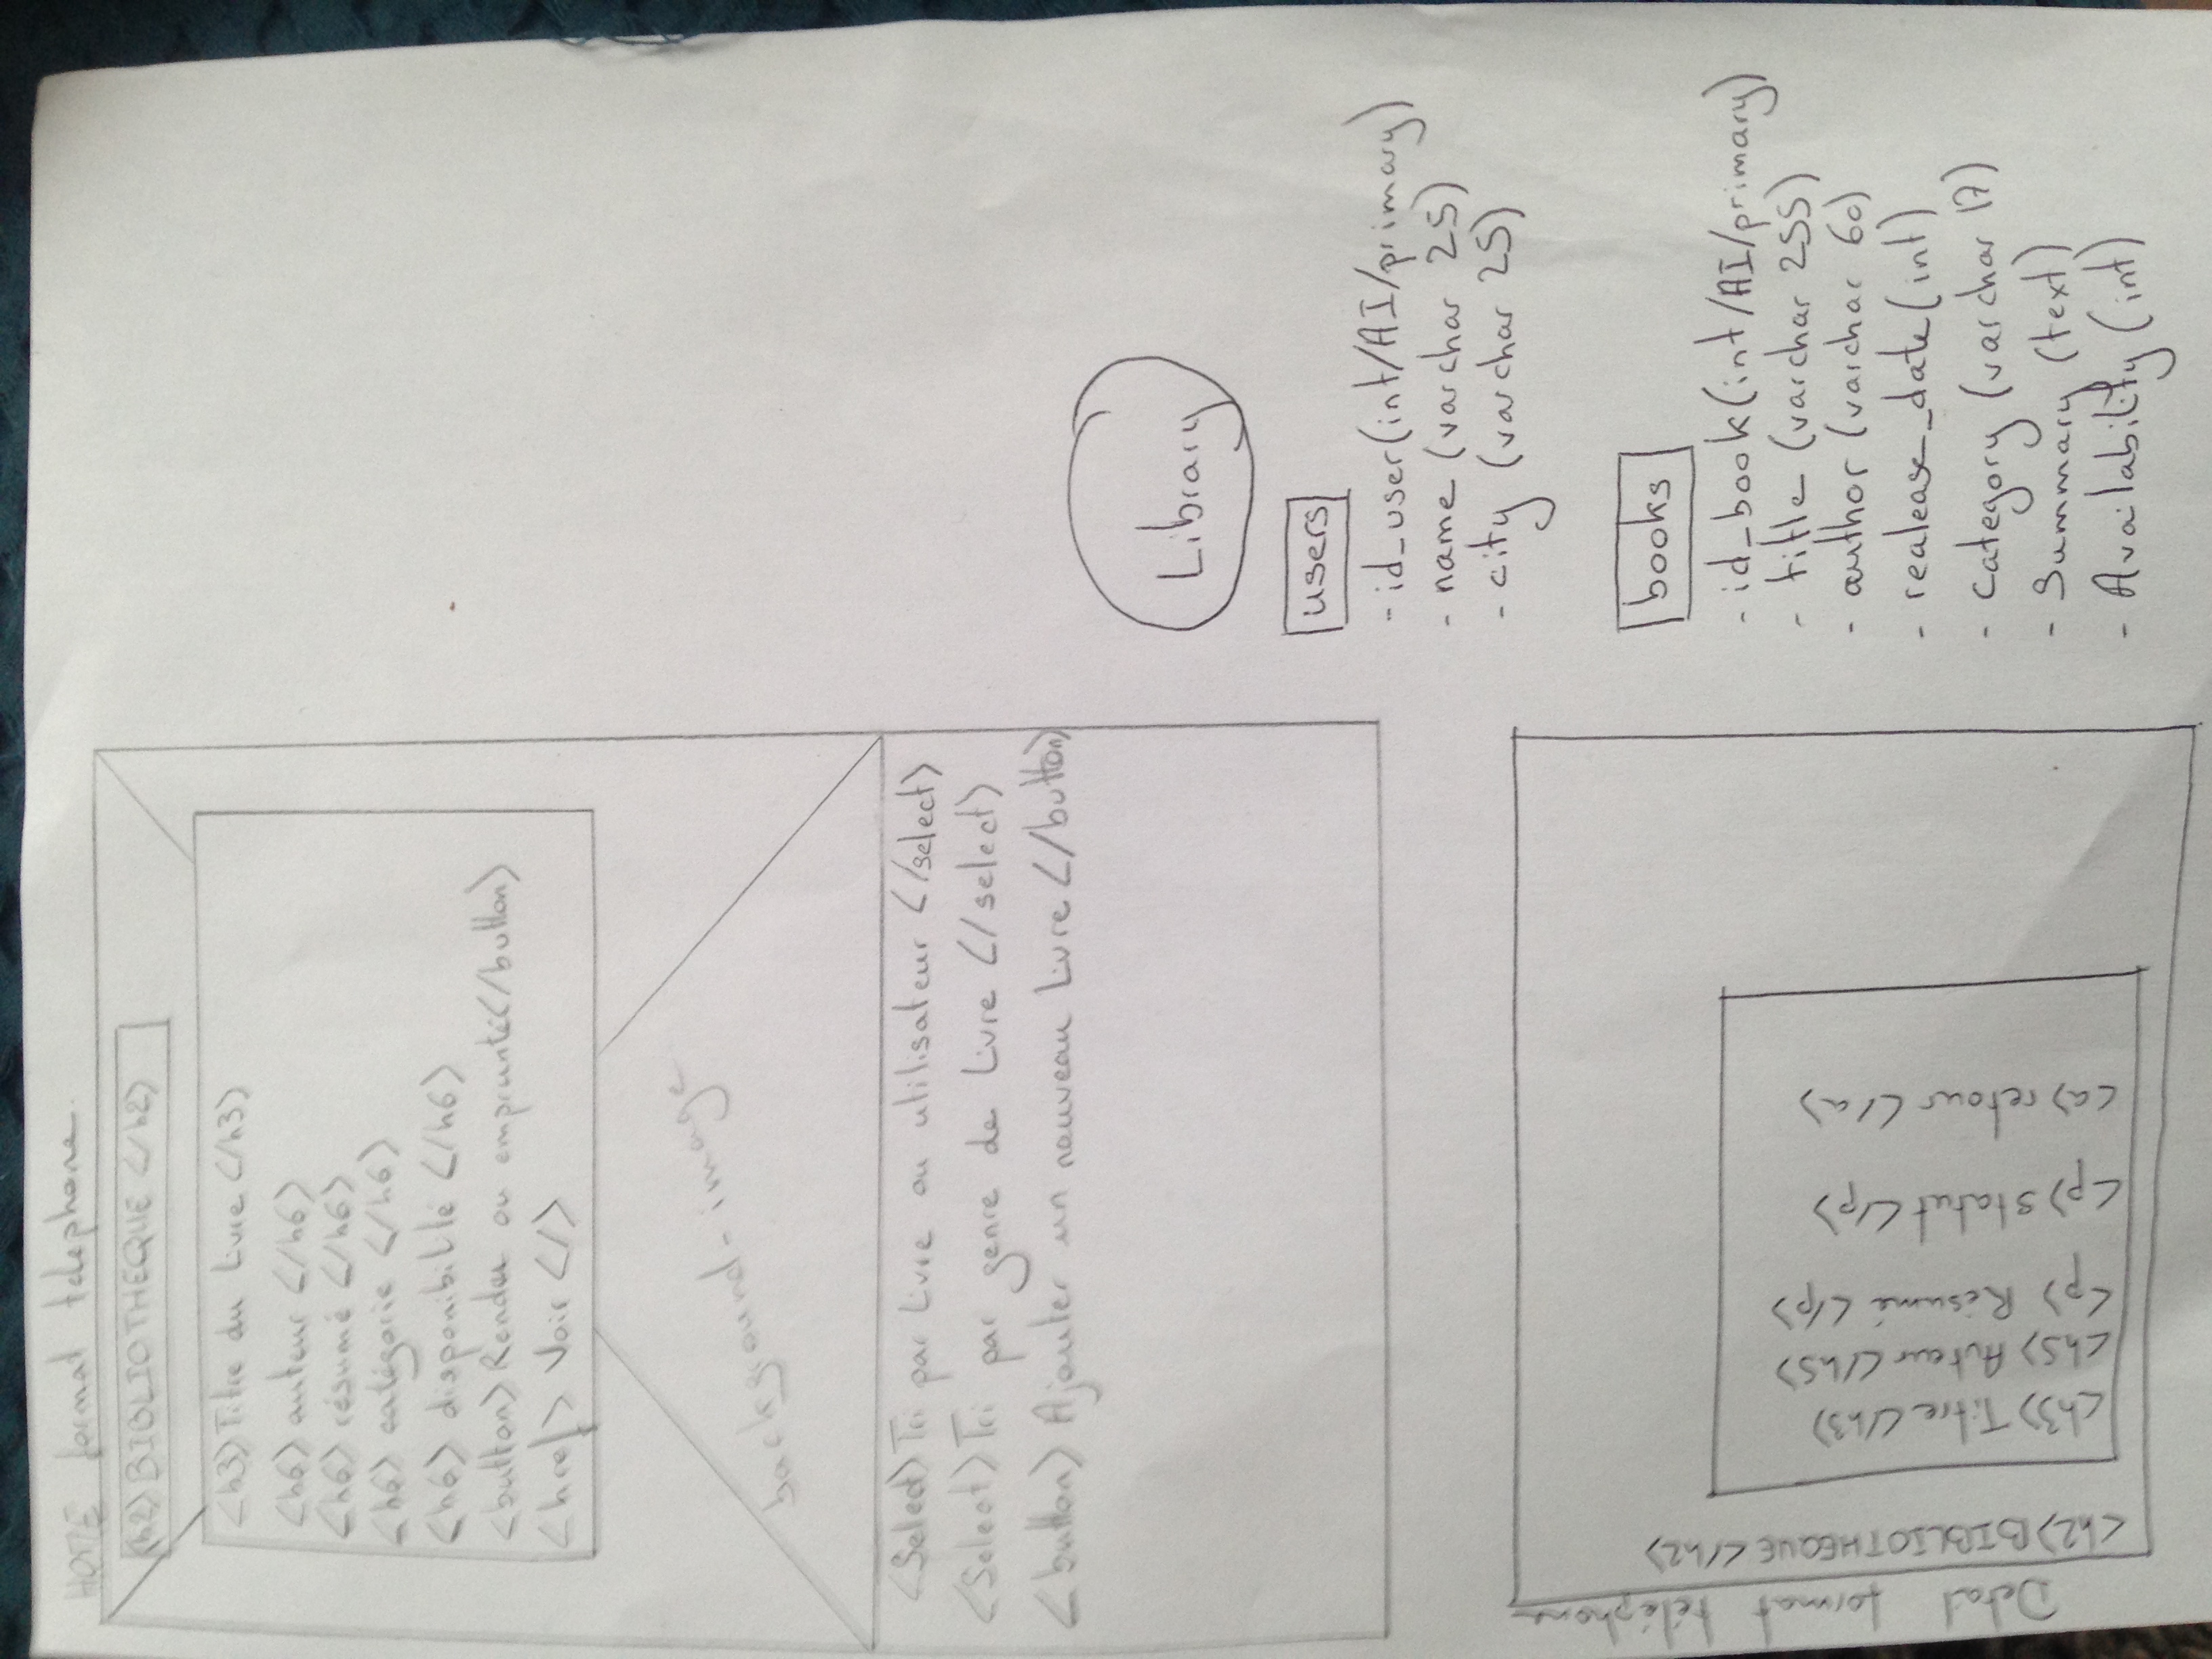 HOME format telephone
<h2> BIBLIOTHEQUE </h2>
<h3> Titre du Livre </h3>
<h6> auteur </h6>
<h6> résumé </h6>
<h6> catégorie </h6>
<h6> disponibilité </h6>
<button> Rendu ou emprunté </button>
<href> Voir </>
background-image
<Select> Tri par Livre ou utilisateur </select>
<Select> Tri par genre de Livre </select>
<button> Ajouter un nouveau Livre </button>
Detail format téléphone
<h2> BIBLIOTHEQUE </h2>
<h3> Titre </h3>
<h5> Auteur </h5>
<p> Résumé </p>
<p> statut </p>
<a> retour </a>
Library
users
- id_user (int/AI/primary)
- name (varchar 25)
- city (varchar 25)
books
- id_book (int/AI/primary)
- title (varchar 255)
- author (varchar 60)
- realease_date (int)
- category (varchar 17)
- Summary (text)
- Availability (int)